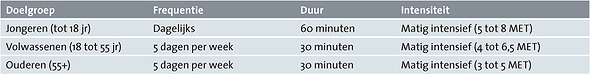 Doelgroep Frequentie Duur Intensiteit
Jongeren (tot 18 jr) Dagelijks 60 minuten Matig intensief (5 tot 8 MET)
Volwassenen (18 tot 55 jr) 5 dagen per week 30 minuten Matig intensief (4 tot 6,5 MET)
Ouderen (55+) 5 dagen per week 30 minuten Matig intensief (3 tot 5 MET)